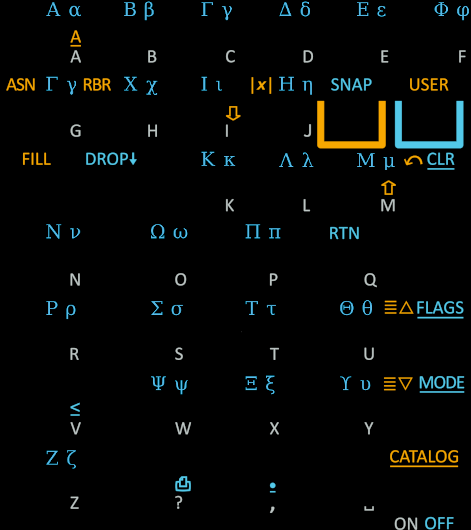 Α α Β β Γ γ Δ δ Ε ε Φ φ
A
A B C D E F
ASN Γ γ RBR Χ χ Ι ι |x| Η η SNAP USER
⇩
G H I J
FILL DROP↓ Κ κ Λ λ Μ μ ↶ CLR
⇧
K L M
Ν ν Ω ω Π π RTN
N O P Q
Ρ ρ Σ σ Τ τ Θ θ ≣△ FLAGS
R S T U
Ψ ψ Ξ ξ Υ υ ≣▽ MODE
≤
V W X Y
Ζ ζ CATALOG
⎙ •
Z ? , ␣
ON OFF